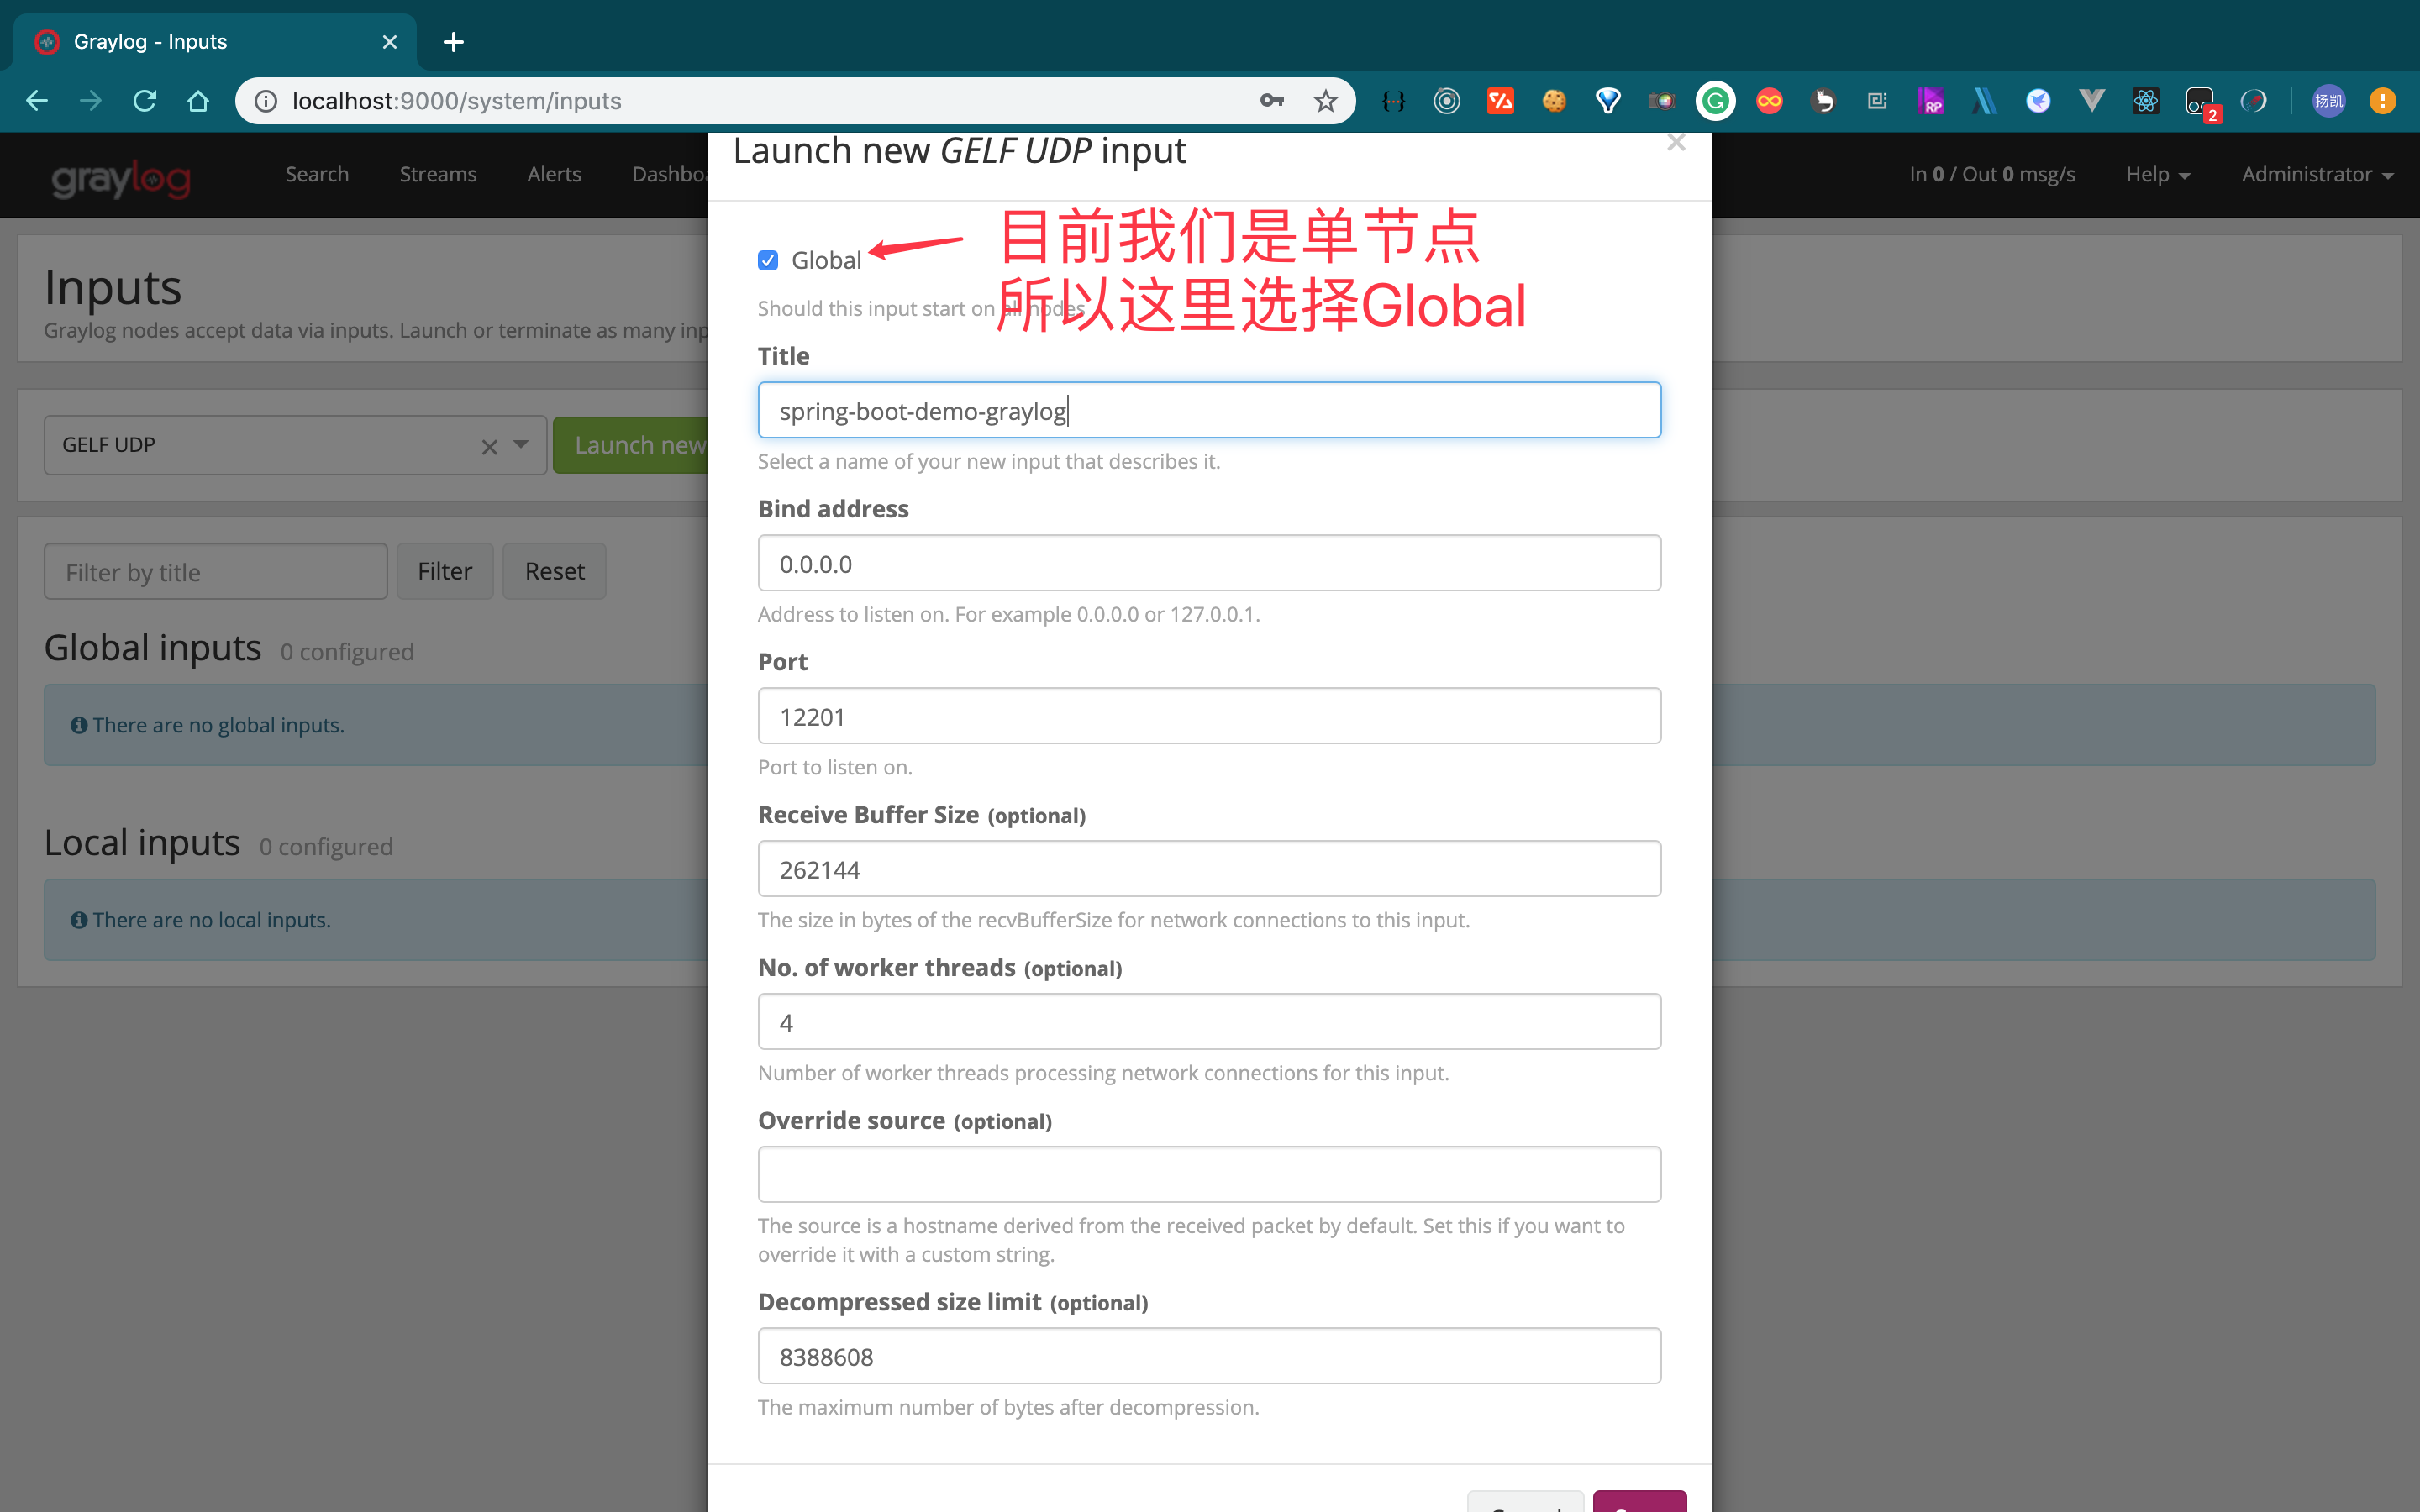 Graylog - Inputs
localhost:9000/system/inputs
RP
2
扬凯
graylog
Search
Streams
Alerts
In 0 / Out 0 msg/s
Help
Administrator
Launch new GELF UDP input
Inputs
Graylog nodes accept data via inputs. Launch or terminate as many
GELF UDP
Launch new
Filter by title
Filter
Reset
Global inputs 0 configured
There are no global inputs.
Local inputs 0 configured
There are no local inputs.
Global
目前我们是单节点
所以这里选择Global
Should this input start on all nodes
Title
spring-boot-demo-graylog
Select a name of your new input that describes it.
Bind address
0.0.0.0
Address to listen on. For example 0.0.0.0 or 127.0.0.1.
Port
12201
Port to listen on.
Receive Buffer Size (optional)
262144
The size in bytes of the recvBufferSize for network connections to this input.
No. of worker threads (optional)
4
Number of worker threads processing network connections for this input.
Override source (optional)
The source is a hostname derived from the received packet by default. Set this if you want to
override it with a custom string.
Decompressed size limit (optional)
8388608
The maximum number of bytes after decompression.